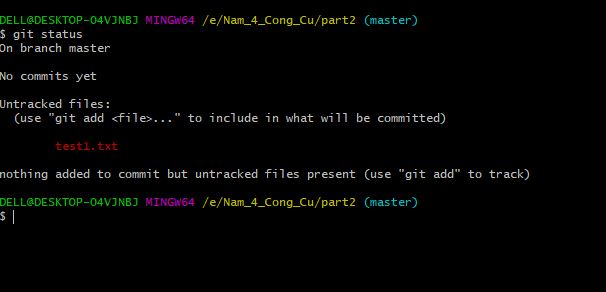 DELL@DESKTOP-O4VJNBJ MINGW64 /e/Nam_4_Cong_Cu/part2 (master)
$ git status
On branch master
No commits yet
Untracked files:
(use "git add <file>..." to include in what will be committed)
test1.txt
nothing added to commit but untracked files present (use "git add" to track)
DELL@DESKTOP-O4VJNBJ MINGW64 /e/Nam_4_Cong_Cu/part2 (master)
$